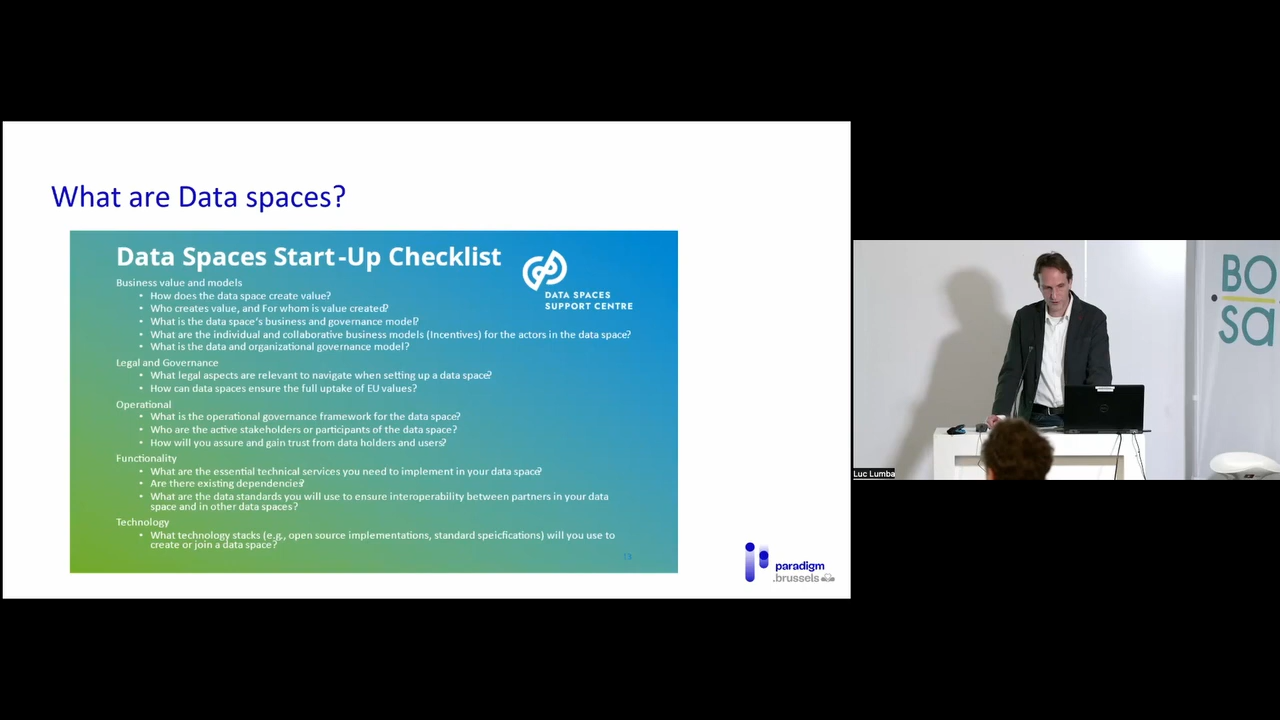 What are Data spaces?
Data Spaces Start-Up Checklist
DATA SPACES
SUPPORT CENTRE
Business value and models
• How does the data space create value?
• Who creates value, and For whom is value created?
• What is the data space's business and governance model?
• What are the individual and collaborative business models (Incentives) for the actors in the data space?
• What is the data and organizational governance model?
Legal and Governance
• What legal aspects are relevant to navigate when setting up a data space?
• How can data spaces ensure the full uptake of EU values?
Operational
• What is the operational governance framework for the data space?
• Who are the active stakeholders or participants of the data space?
• How will you assure and gain trust from data holders and users?
Functionality
• What are the essential technical services you need to implement in your data space?
• Are there existing dependencies?
• What are the data standards you will use to ensure interoperability between partners in your data
space and in other data spaces?
Technology
• What technology stacks (e.g., open source implementations, standard speicfications) will you use to
create or join a data space?
13
paradigm
.brussels
BO
sa
Luc Lumba